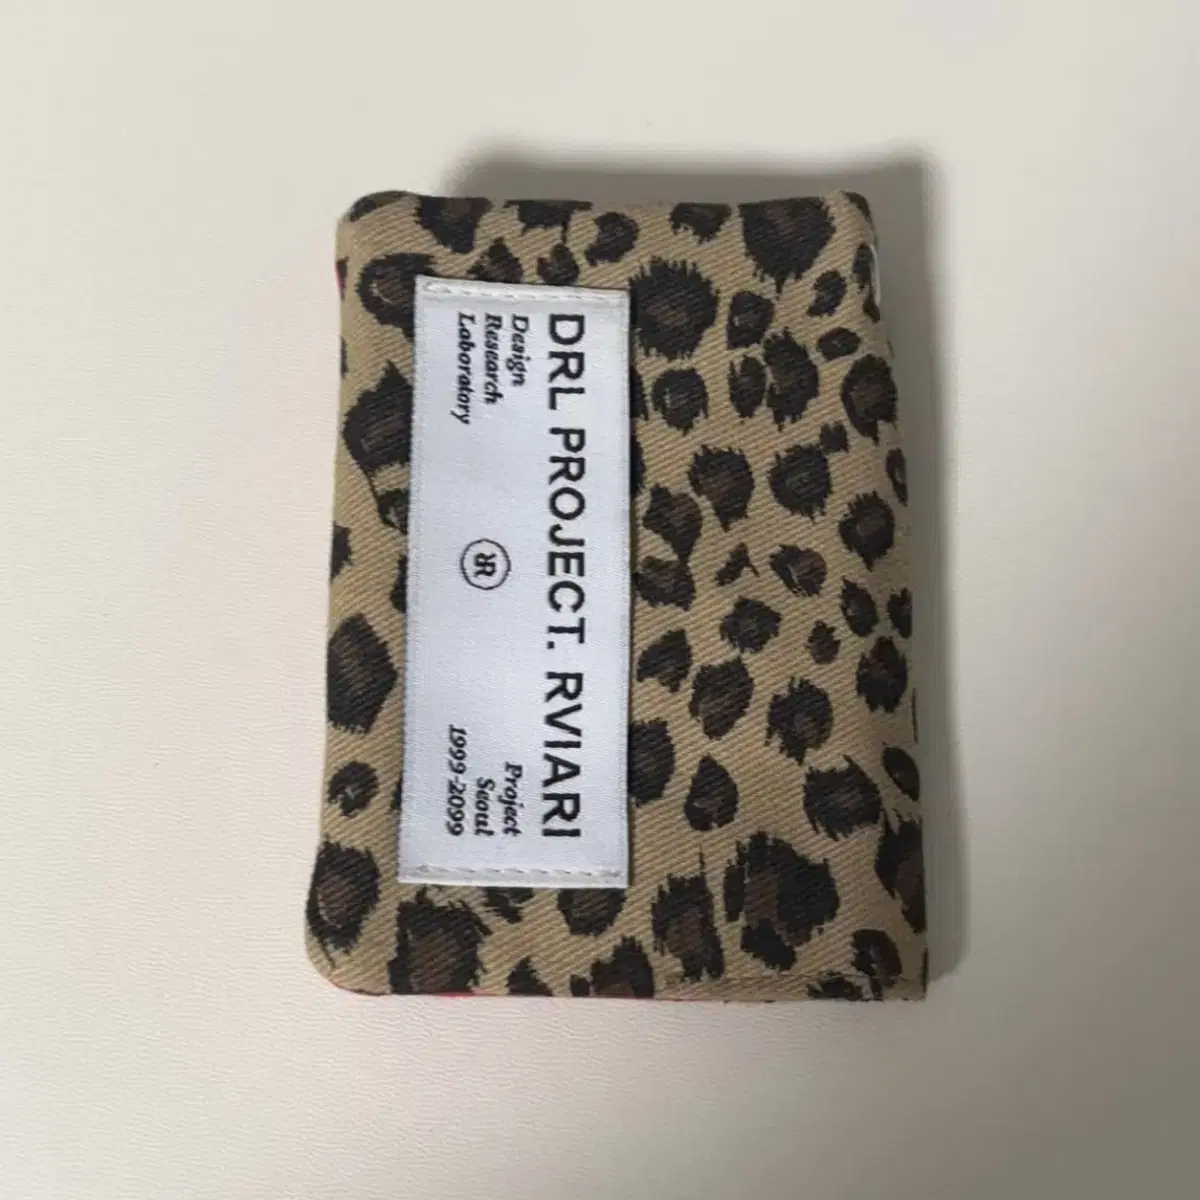 DRL PROJECT. RVIARI
Design
Research
Laboratory
Project
Seoul
1999-2099